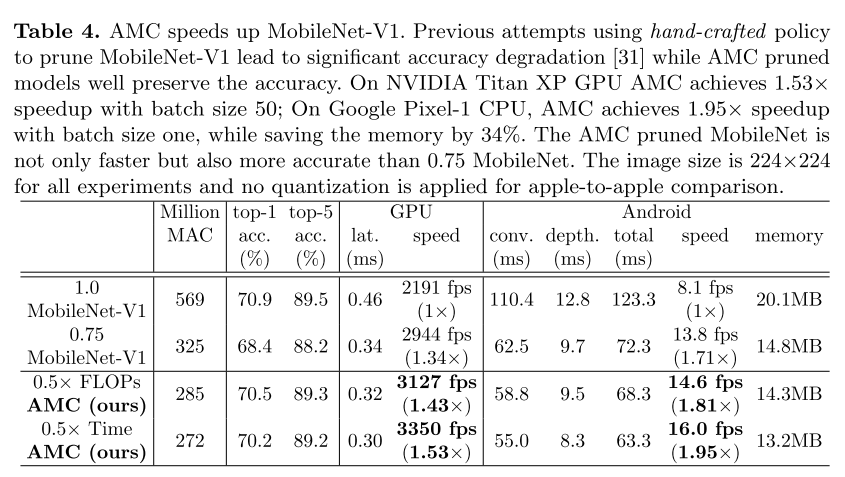 Table 4. AMC speeds up MobileNet-V1. Previous attempts using hand-crafted policy
to prune MobileNet-V1 lead to significant accuracy degradation [31] while AMC pruned
models well preserve the accuracy. On NVIDIA Titan XP GPU AMC achieves 1.53×
speedup with batch size 50; On Google Pixel-1 CPU, AMC achieves 1.95× speedup
with batch size one, while saving the memory by 34%. The AMC pruned MobileNet is
not only faster but also more accurate than 0.75 MobileNet. The image size is 224×224
for all experiments and no quantization is applied for apple-to-apple comparison.
Million top-1 top-5 GPU Android
MAC acc. acc. lat. speed conv. depth. total speed memory
(%) (%) (ms) (ms) (ms) (ms)
1.0 2191 fps 8.1 fps
MobileNet-V1 569 70.9 89.5 0.46 (1×) 110.4 12.8 123.3 (1×) 20.1MB
0.75 2944 fps 13.8 fps
MobileNet-V1 325 68.4 88.2 0.34 (1.34×) 62.5 9.7 72.3 (1.71×) 14.8MB
0.5× FLOPs 3127 fps 14.6 fps
AMC (ours) 285 70.5 89.3 0.32 (1.43×) 58.8 9.5 68.3 (1.81×) 14.3MB
0.5× Time 3350 fps 16.0 fps
AMC (ours) 272 70.2 89.2 0.30 (1.53×) 55.0 8.3 63.3 (1.95×) 13.2MB